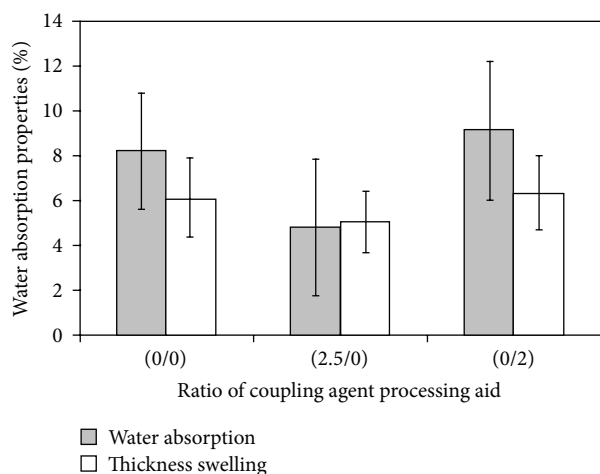 Water absorption properties (%)
14
12
10
8
6
4
2
0
(0/0) (2.5/0) (0/2)
Ratio of coupling agent processing aid
Water absorption
Thickness swelling